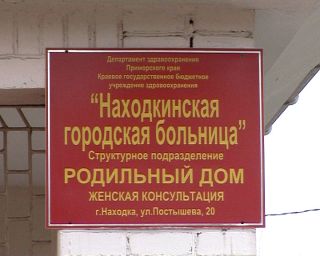 Департамент здравоохранения
Приморского края
Краевое государственное бюджетное
учреждение здравоохранения
"Находкинская
городская больница"
Структурное подразделение
РОДИЛЬНЫЙ ДОМ
ЖЕНСКАЯ КОНСУЛЬТАЦИЯ
г.Находка, ул.Постышева, 20